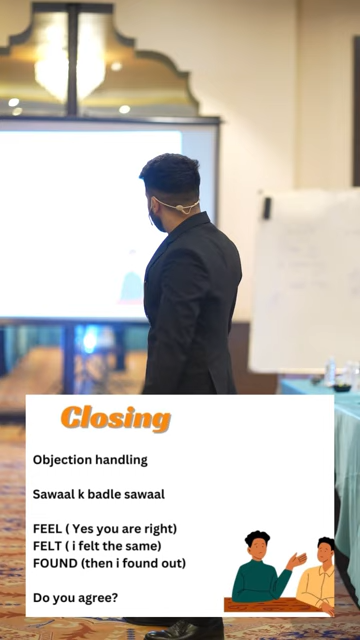 Closing
Objection handling
Sawaal k badle sawaal
FEEL ( Yes you are right)
FELT ( i felt the same)
FOUND (then i found out)
Do you agree?